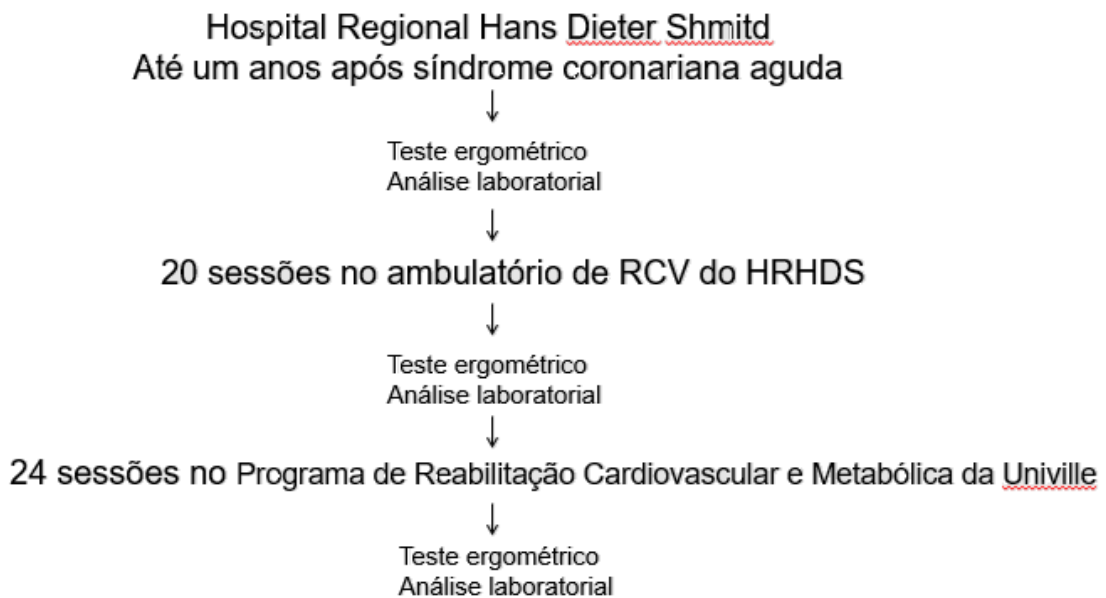 Hospital Regional Hans Dieter Shmitd
Até um anos após síndrome coronariana aguda
Teste ergométrico
Análise laboratorial
20 sessões no ambulatório de RCV do HRHDS
Teste ergométrico
Análise laboratorial
24 sessões no Programa de Reabilitação Cardiovascular e Metabólica da Univille
Teste ergométrico
Análise laboratorial